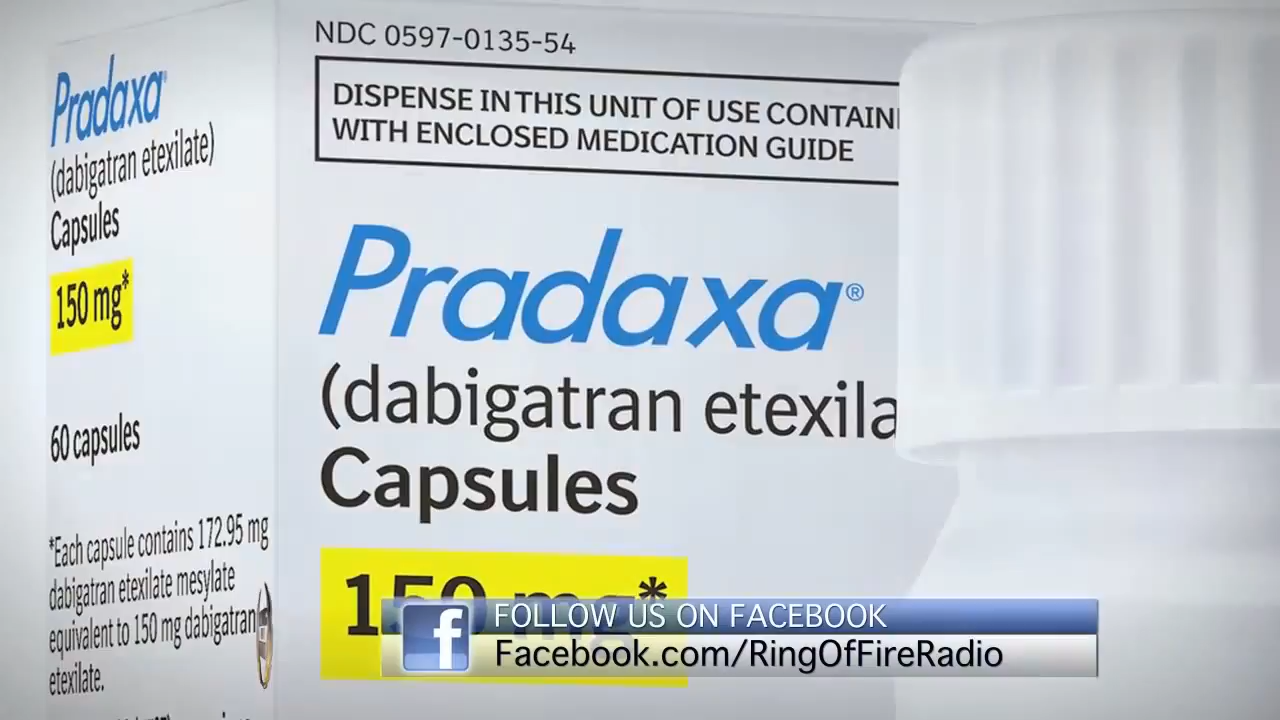 Pradaxa®
(dabigatran etexilate)
Capsules
150 mg*
60 capsules
*Each capsule contains 172.95 mg
dabigatran etexilate mesylate
equivalent to 150 mg dabigatran
etexilate.
NDC 0597-0135-54
DISPENSE IN THIS UNIT OF USE CONTAIN
WITH ENCLOSED MEDICATION GUIDE
Pradaxa®
(dabigatran etexila
Capsules
150 mg*
FOLLOW US ON FACEBOOK
Facebook.com/RingOfFireRadio